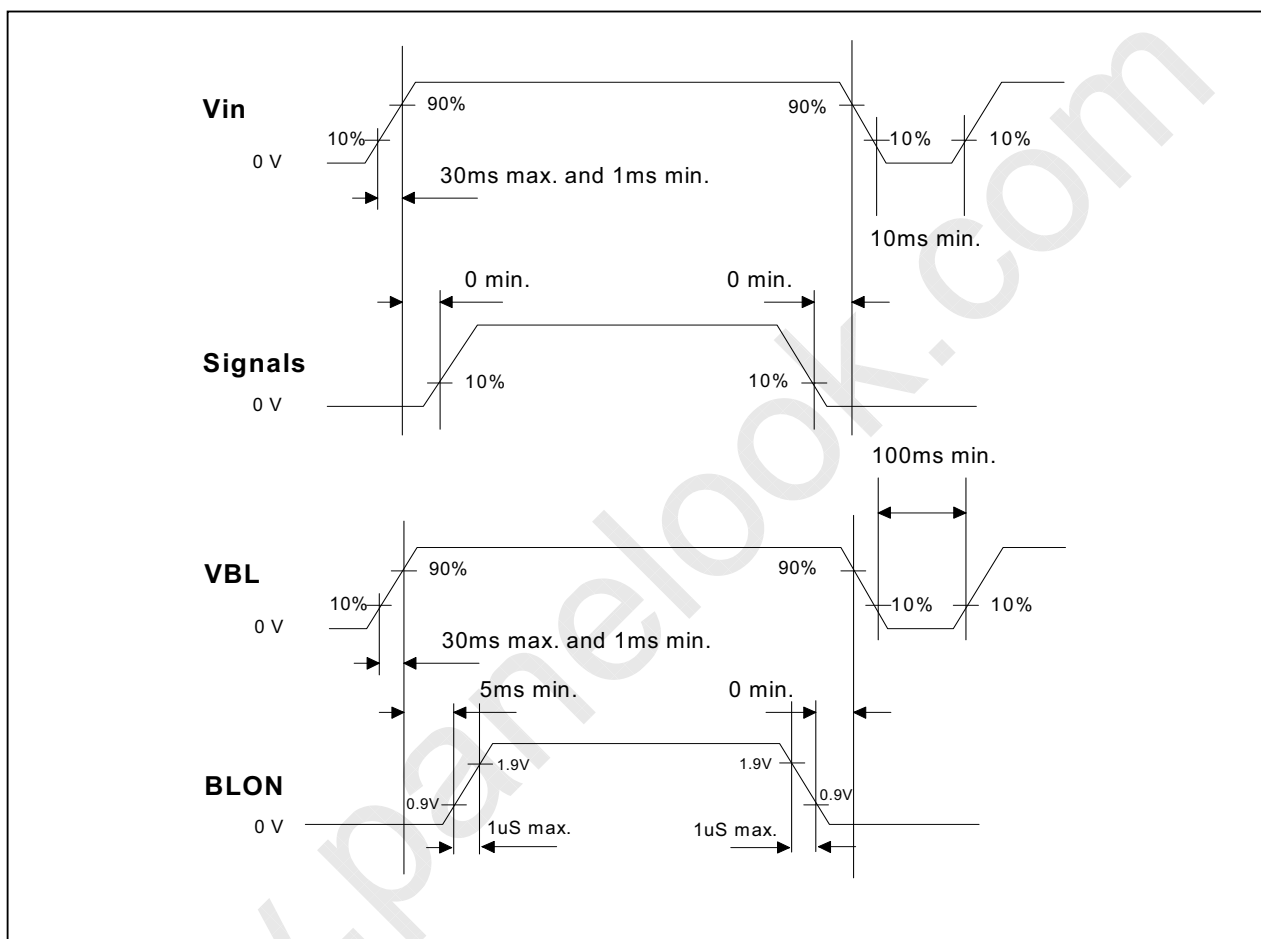 Vin
90%
90%
10%
10%
10%
0 V
30ms max. and 1ms min.
10ms min.
0 min.
0 min.
Signals
10%
10%
0 V
100ms min.
VBL
90%
90%
10%
10%
10%
0 V
30ms max. and 1ms min.
5ms min.
0 min.
BLON
1.9V
1.9V
0.9V
0.9V
0 V
1uS max.
1uS max.
.panelook.com